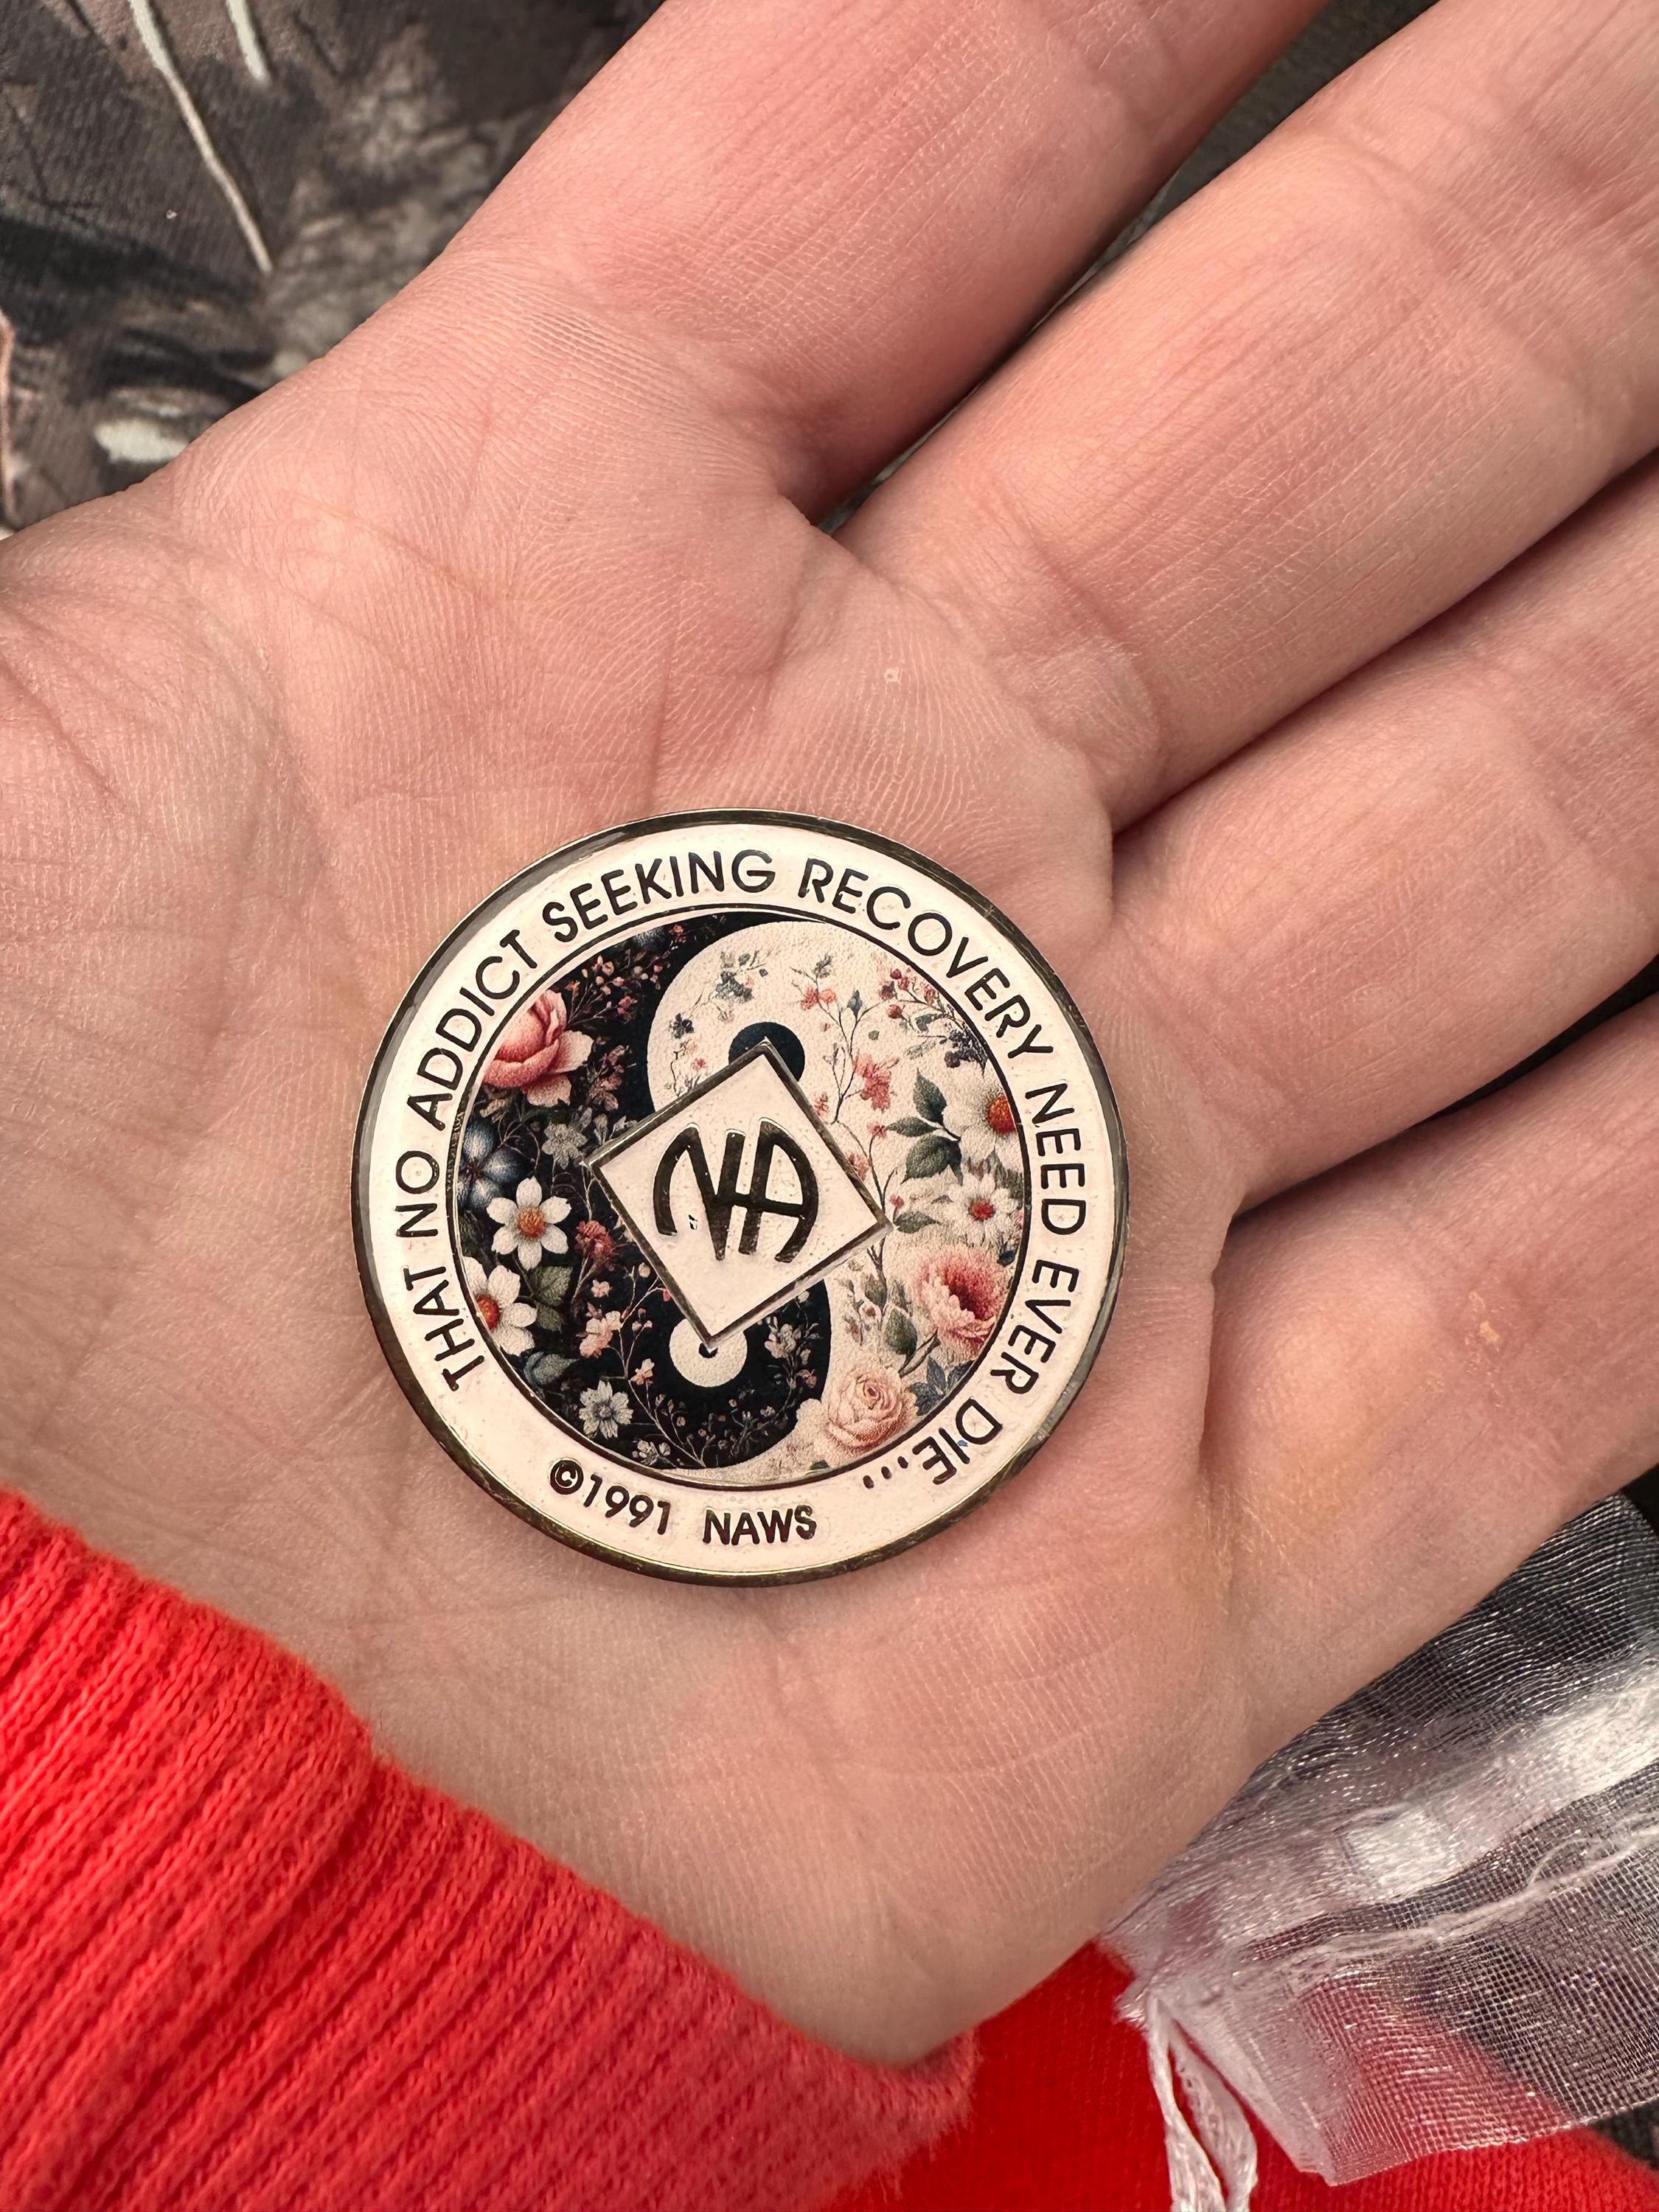 THAT NO ADDICT SEEKING RECOVERY NEED EVER DIE...
NA
©1991 NAWS